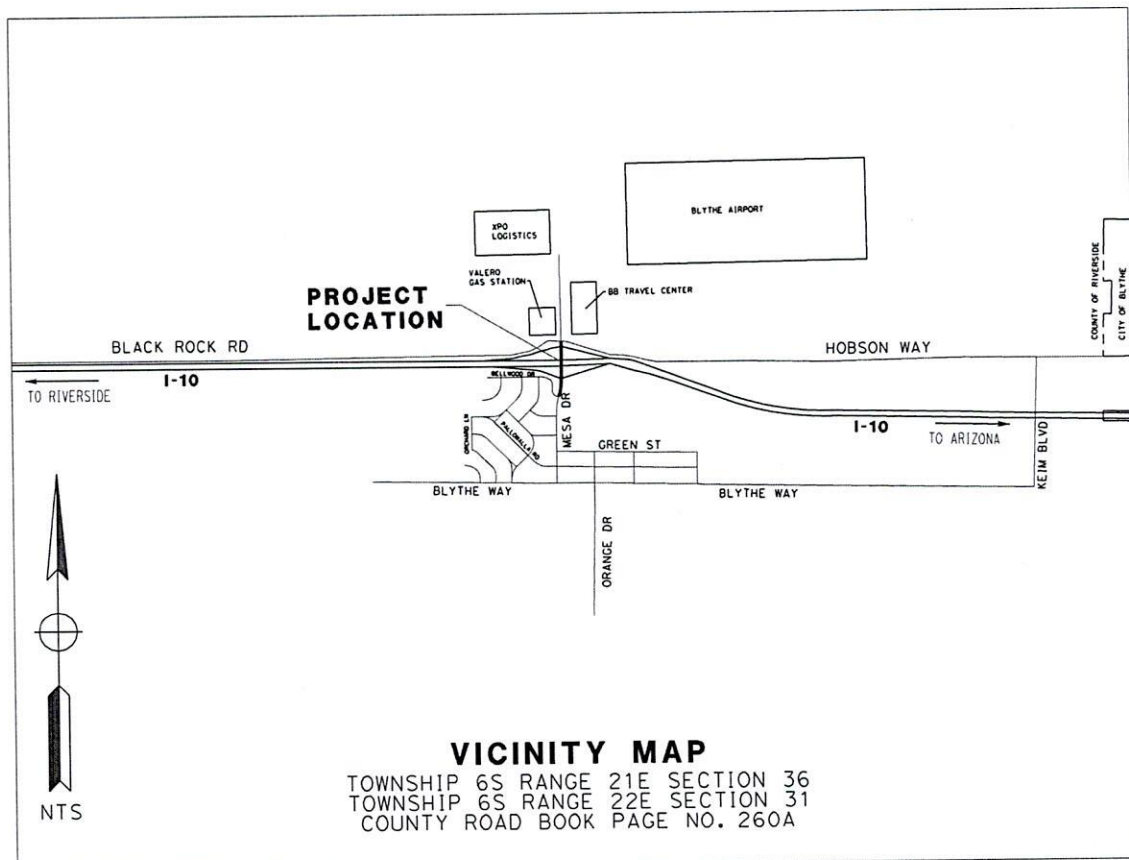 BLYTHE AIRPORT
XPO
LOGISTICS
VALERO
GAS STATION
BB TRAVEL CENTER
COUNTY OF RIVERSIDE
CITY OF BLYTHE
PROJECT
LOCATION
BLACK ROCK RD
HOBSON WAY
I-10
TO RIVERSIDE
BELLWOOD DR
MESA DR
I-10
TO ARIZONA
ORCHARD LN
PALOWALLA RD
GREEN ST
KEIM BLVD
BLYTHE WAY
BLYTHE WAY
ORANGE DR
NTS
VICINITY MAP
TOWNSHIP 6S RANGE 21E SECTION 36
TOWNSHIP 6S RANGE 22E SECTION 31
COUNTY ROAD BOOK PAGE NO. 260A